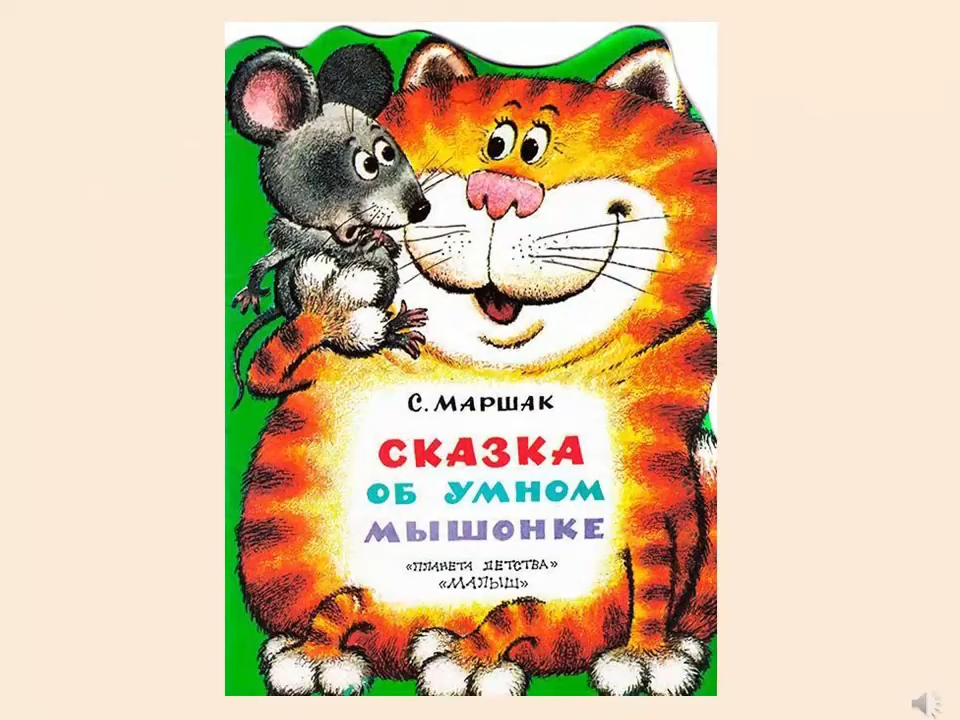 С. МАРШАК
СКАЗКА
ОБ УМНОМ
МЫШОНКЕ
«ПЛАНЕТА ДЕТСТВА»
«МАЛЫШ»